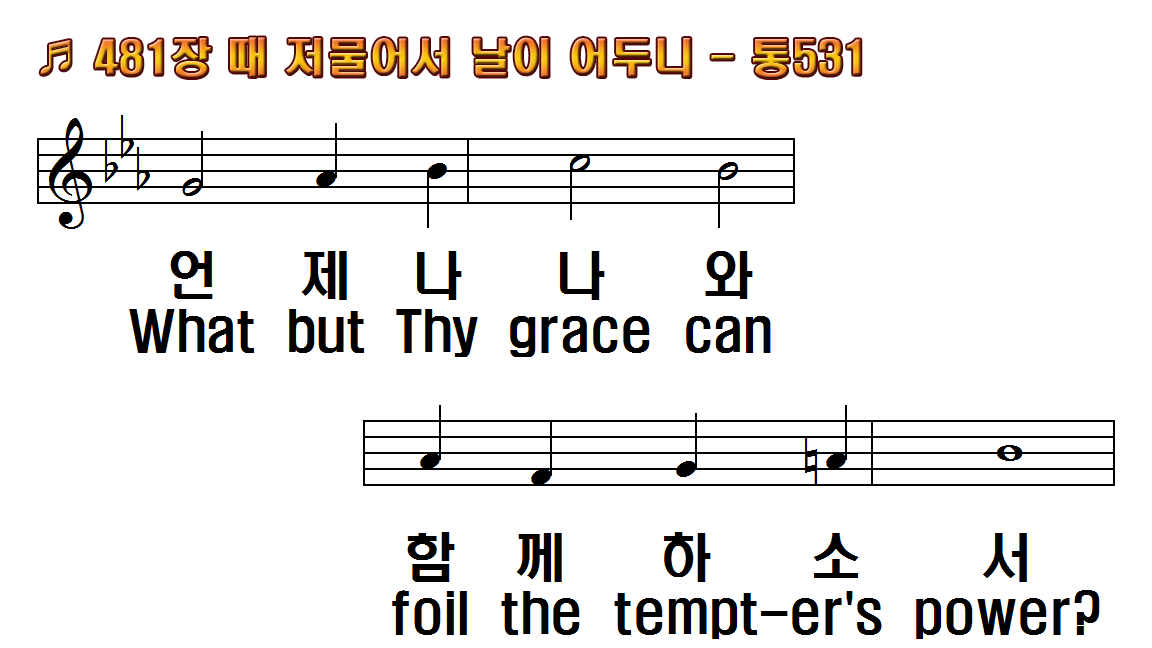 ♬ 481장 때 저물어서 날이 어두니 - 통531
언 제 나 나 와
What but Thy grace can
함 께 하 소 서
foil the tempt-er's power?